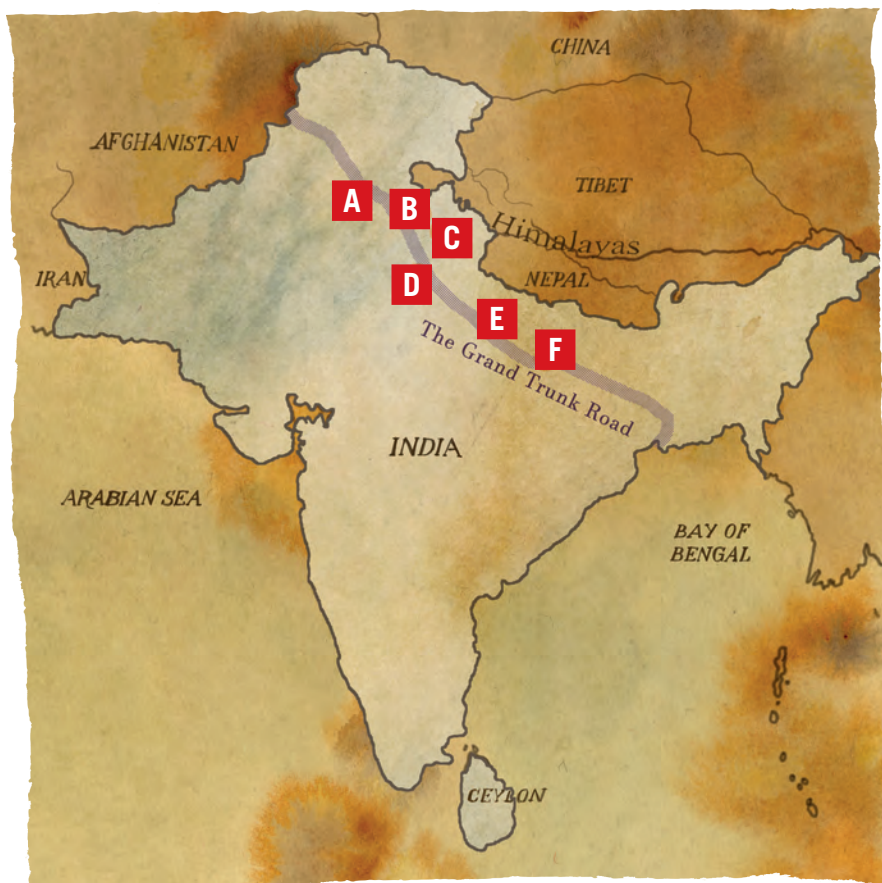 CHINA
AFGHANISTAN
TIBET
A
B
C
Himalayas
IRAN
NEPAL
D
E
F
The Grand Trunk Road
INDIA
ARABIAN SEA
BAY OF
BENGAL
CEYLON